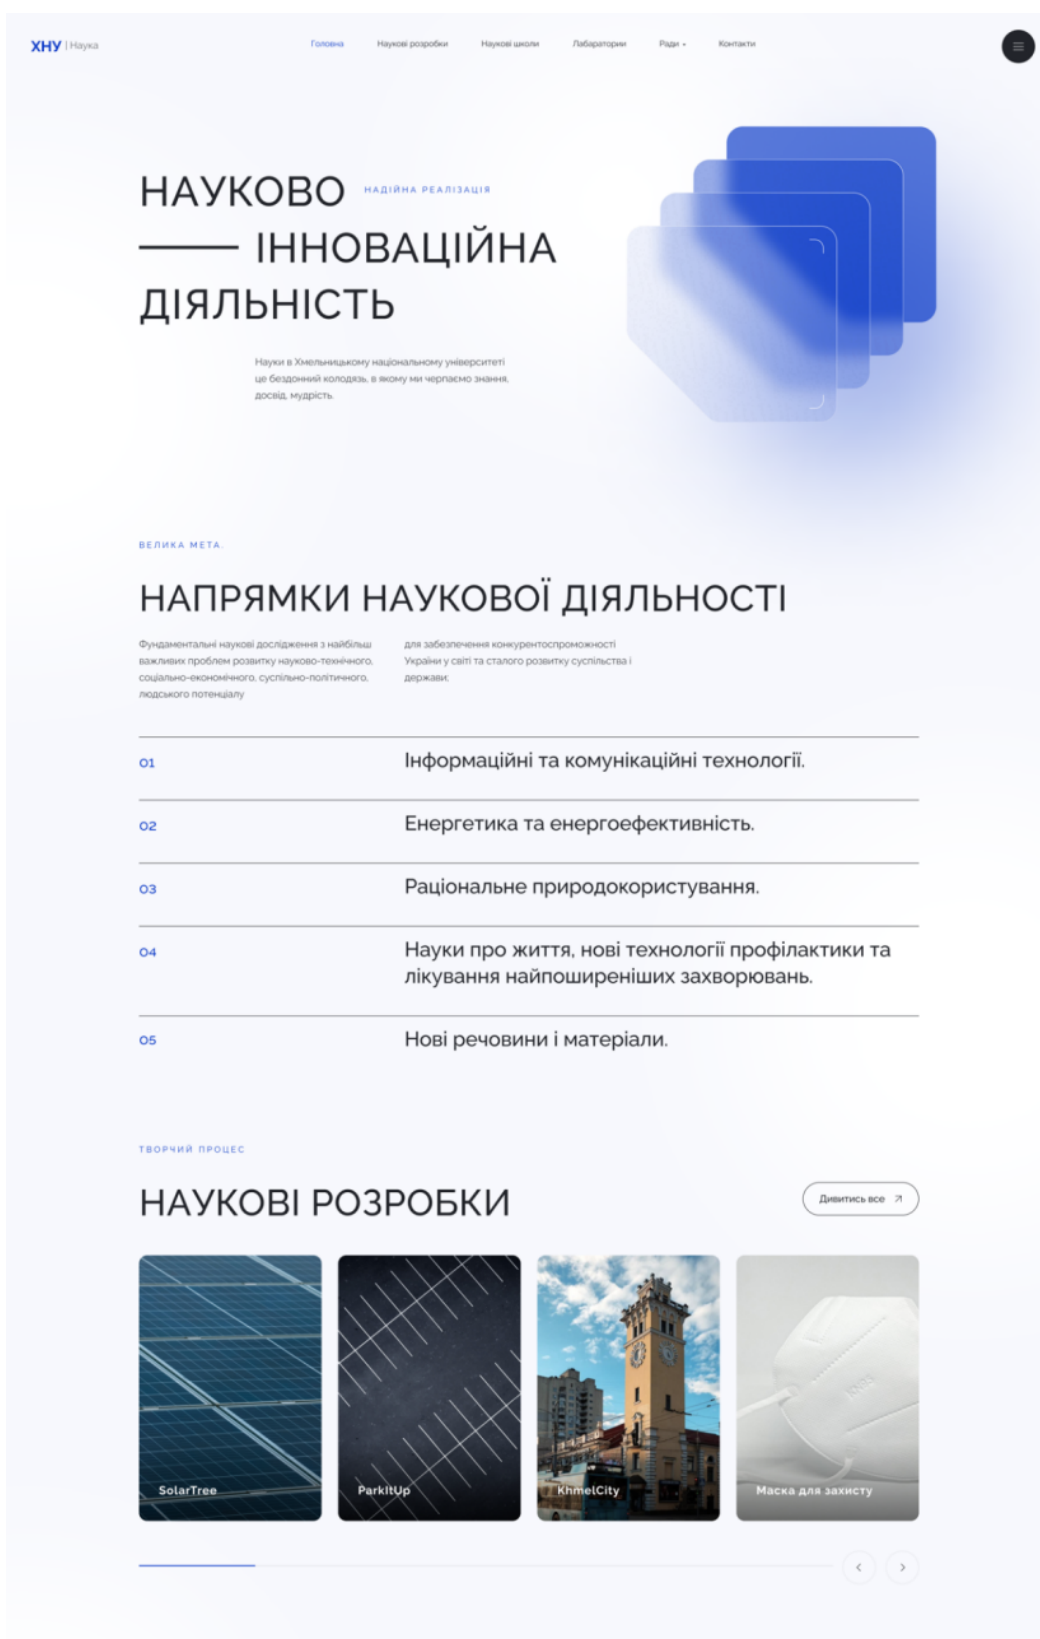 ХНУ | Наука
Головна Наукові розробки Наукові школи Лабаратории Ради Контакти
НАУКОВО НАДІЙНА РЕАЛІЗАЦІЯ
ІННОВАЦІЙНА
ДІЯЛЬНІСТЬ
Науки в Хмельницькому національному університеті
це бездонний колодязь, в якому ми черпаємо знання,
досвід, мудрість.
ВЕЛИКА МЕТА.
НАПРЯМКИ НАУКОВОЇ ДІЯЛЬНОСТІ
Фундаментальні наукові дослідження з найбільш
важливих проблем розвитку науково-технічного,
соціально-економічного, суспільно-політичного,
людського потенціалу
для забезпечення конкурентоспроможності
України у світі та сталого розвитку суспільства і
держави;
01 Інформаційні та комунікаційні технології.
02 Енергетика та енергоефективність.
03 Раціональне природокористування.
04 Науки про життя, нові технології профілактики та
лікування найпоширеніших захворювань.
05 Нові речовини і матеріали.
ТВОРЧИЙ ПРОЦЕС
НАУКОВІ РОЗРОБКИ
Дивитись все
SolarTree
ParkItUp
KhmelCity
Маска для захисту